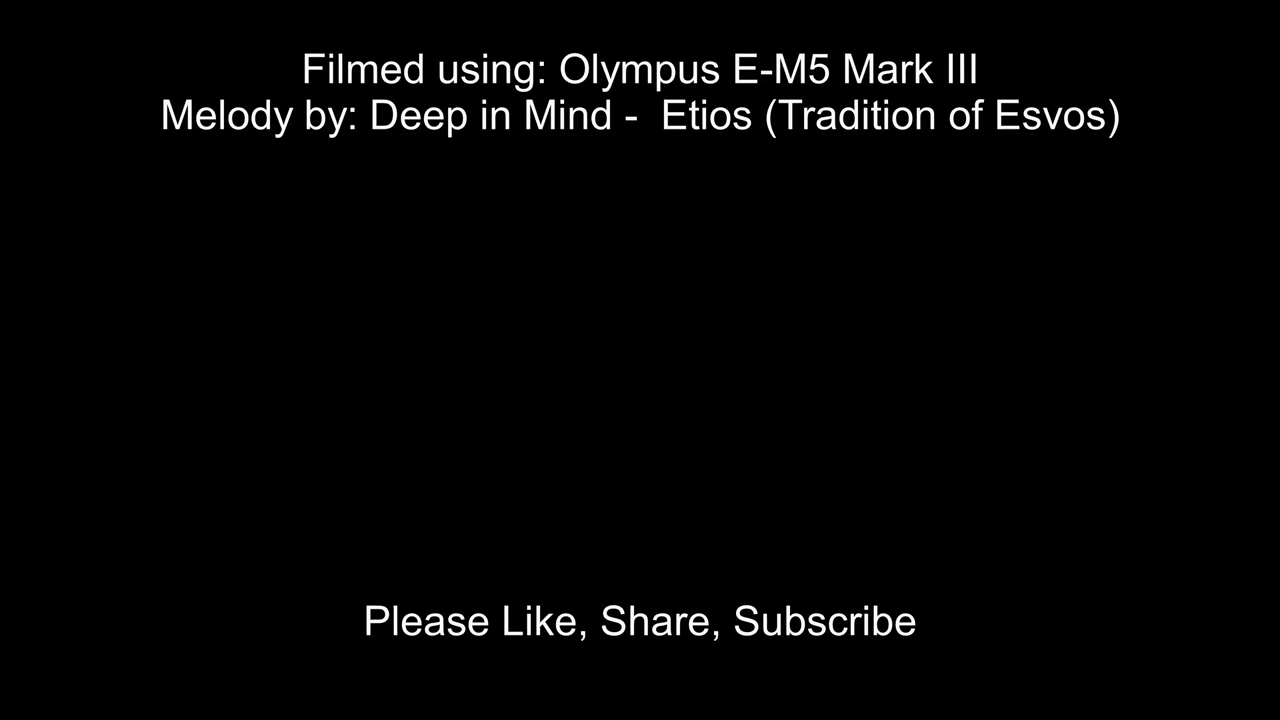 Filmed using: Olympus E-M5 Mark III
Melody by: Deep in Mind -  Etios (Tradition of Esvos)
Please Like, Share, Subscribe